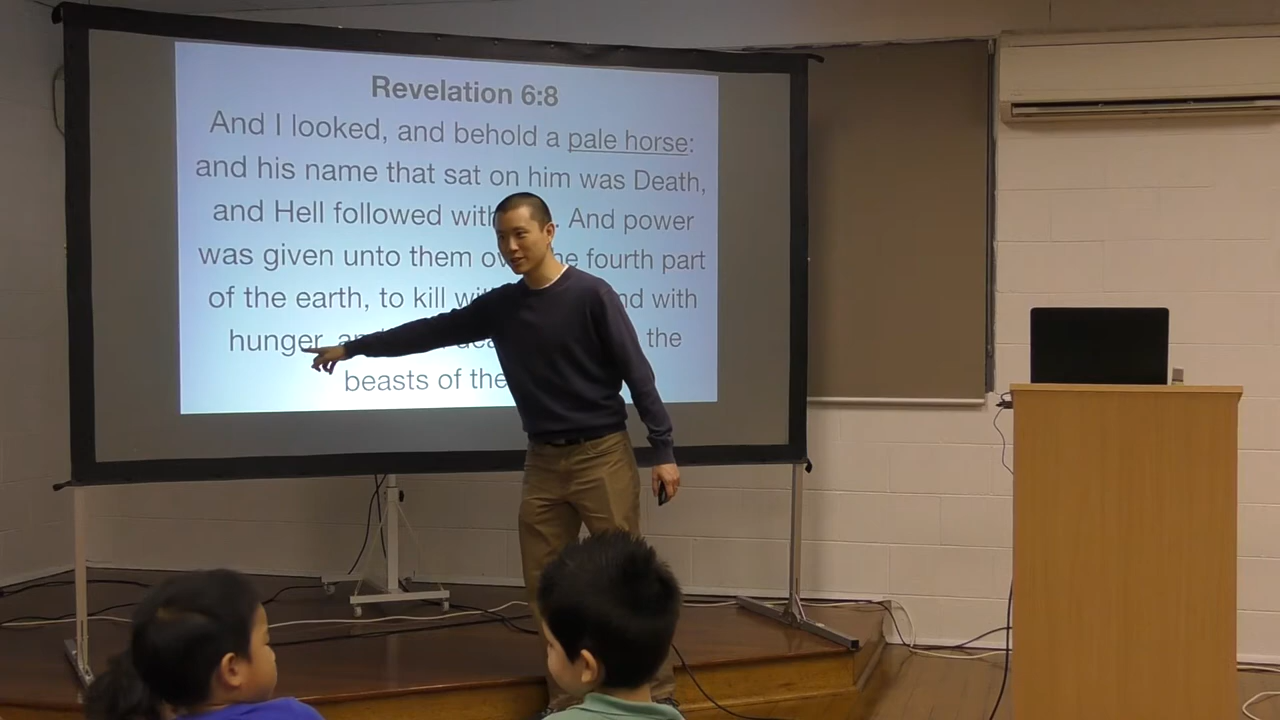 Revelation 6:8
And I looked, and behold a pale horse:
and his name that sat on him was Death,
and Hell followed with . And power
was given unto them fourth part
of the earth, to kill with
hunger, the
beasts of the